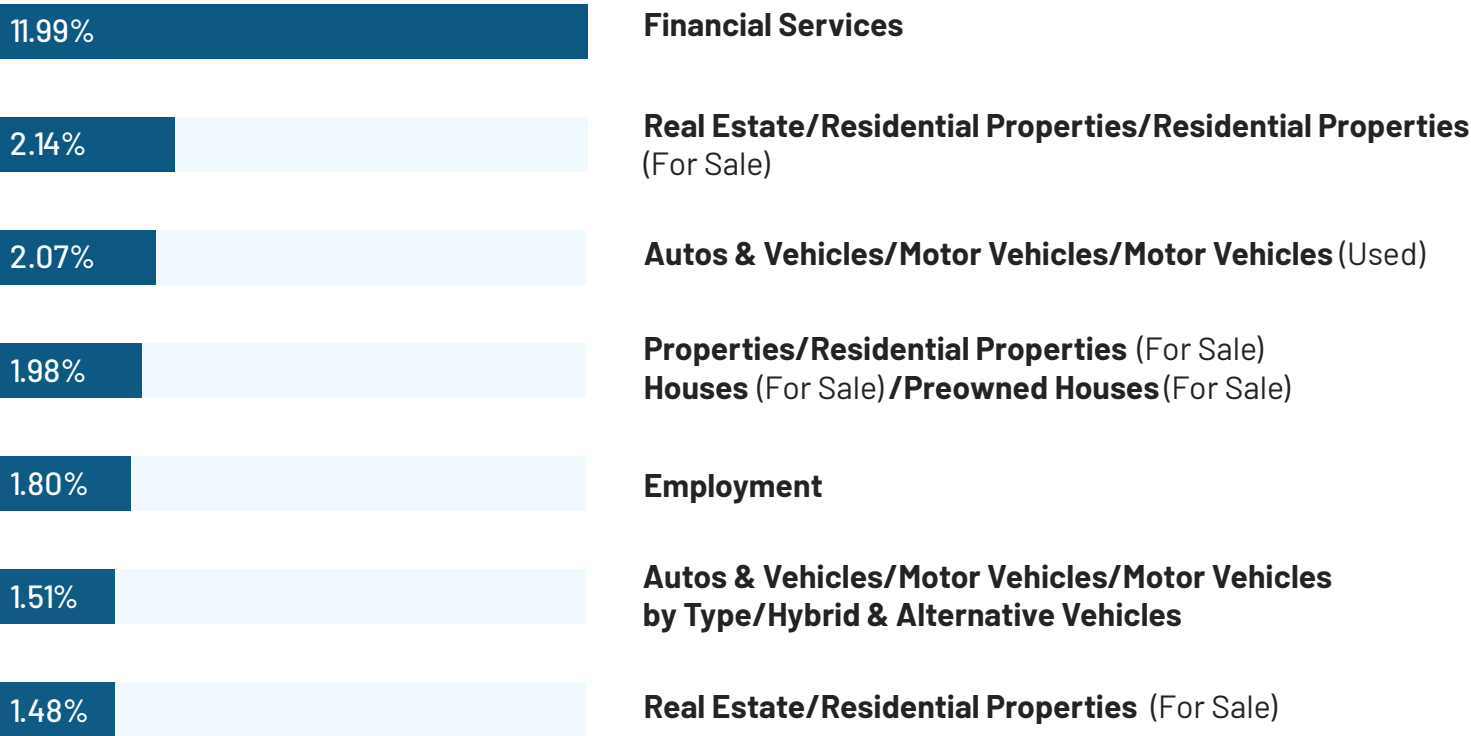 11.99%
Financial Services
2.14%
Real Estate/Residential Properties/Residential Properties
(For Sale)
2.07%
Autos & Vehicles/Motor Vehicles/Motor Vehicles (Used)
1.98%
Properties/Residential Properties (For Sale)
Houses (For Sale) /Preowned Houses (For Sale)
1.80%
Employment
1.51%
Autos & Vehicles/Motor Vehicles/Motor Vehicles
by Type/Hybrid & Alternative Vehicles
1.48%
Real Estate/Residential Properties (For Sale)